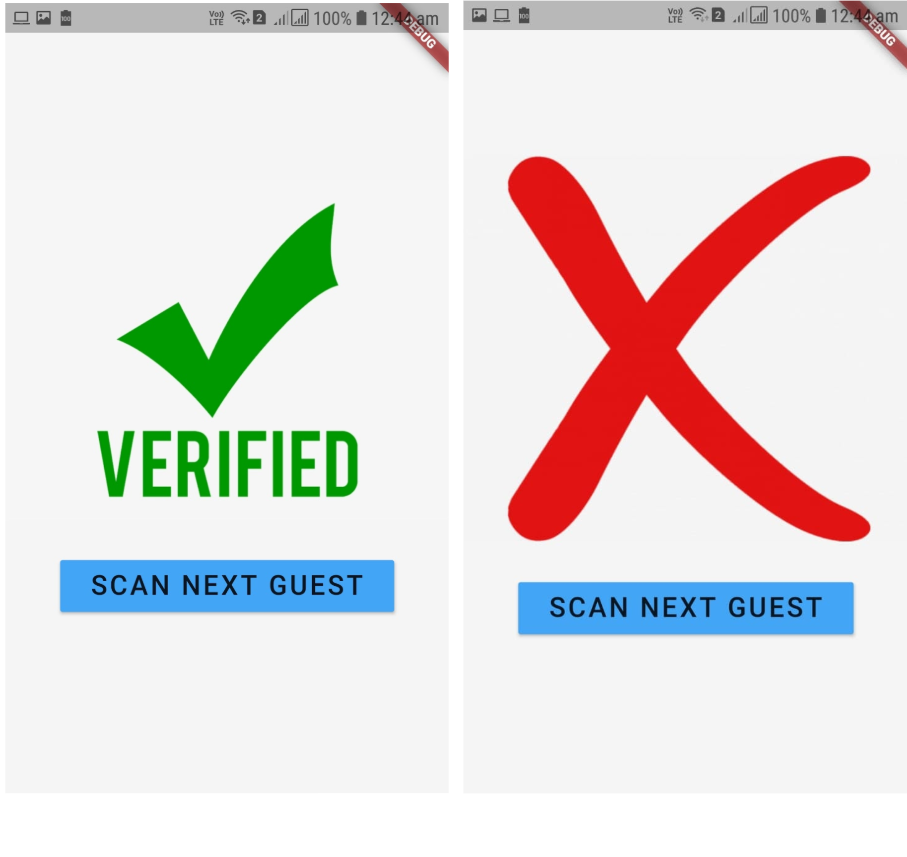 Vo)) LTE 2 100% 12:44 am
DEBUG
VERIFIED
SCAN NEXT GUEST
Vo)) LTE 2 100% 12:44 am
DEBUG
SCAN NEXT GUEST